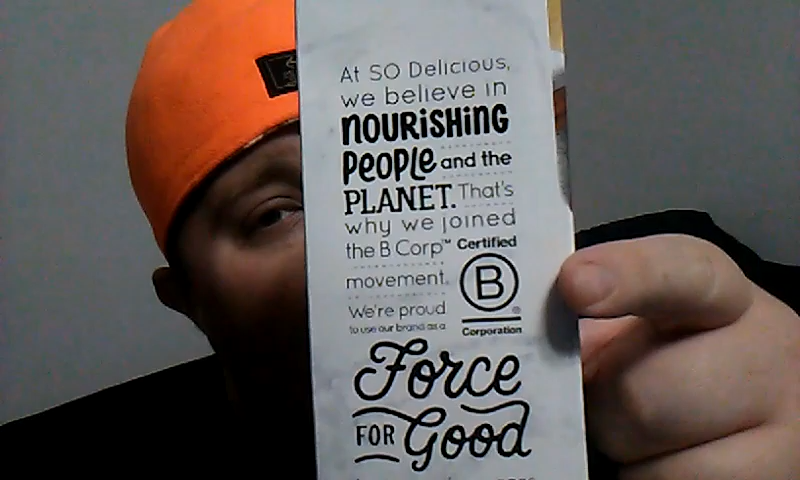 At SO Delicious,
we believe in
NOURiSHiNG
PEOPLE and the
PLANET. That's
why we joined
the B Corp™ Certified
movement. B ®
We're proud
to use our brand as a Corporation
Force
FOR Good